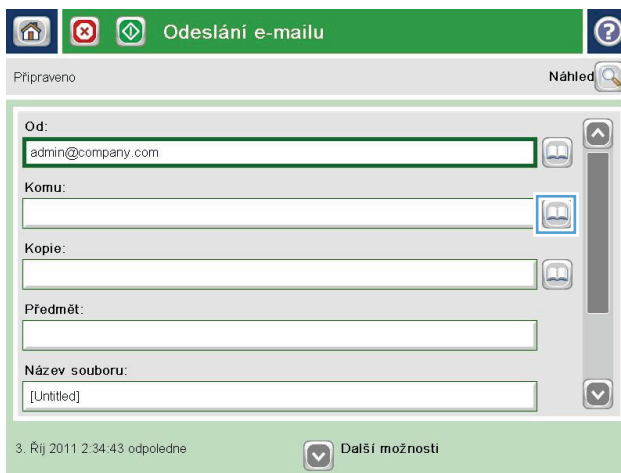 Odeslání e-mailu
Připraveno
Náhled
Od:
admin@company.com
Komu:
Kopie:
Předmět:
Název souboru:
[Untitled]
3. Říj 2011 2:34:43 odpoledne
Další možnosti